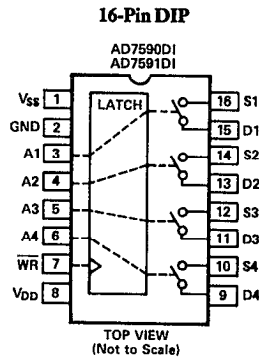 16-Pin DIP
AD7590DI
AD7591DI
VSS 1
LATCH
16 S1
GND 2
15 D1
A1 3
14 S2
A2 4
13 D2
A3 5
12 S3
A4 6
11 D3
WR 7
10 S4
VDD 8
9 D4
TOP VIEW
(Not to Scale)